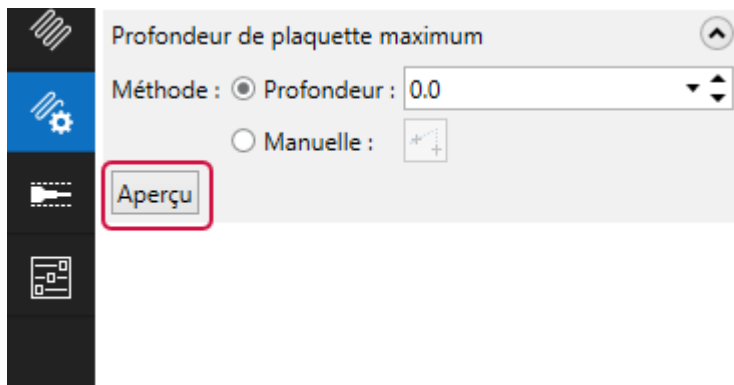 Profondeur de plaquette maximum
Méthode : Profondeur : 0.0
Manuelle :
Aperçu